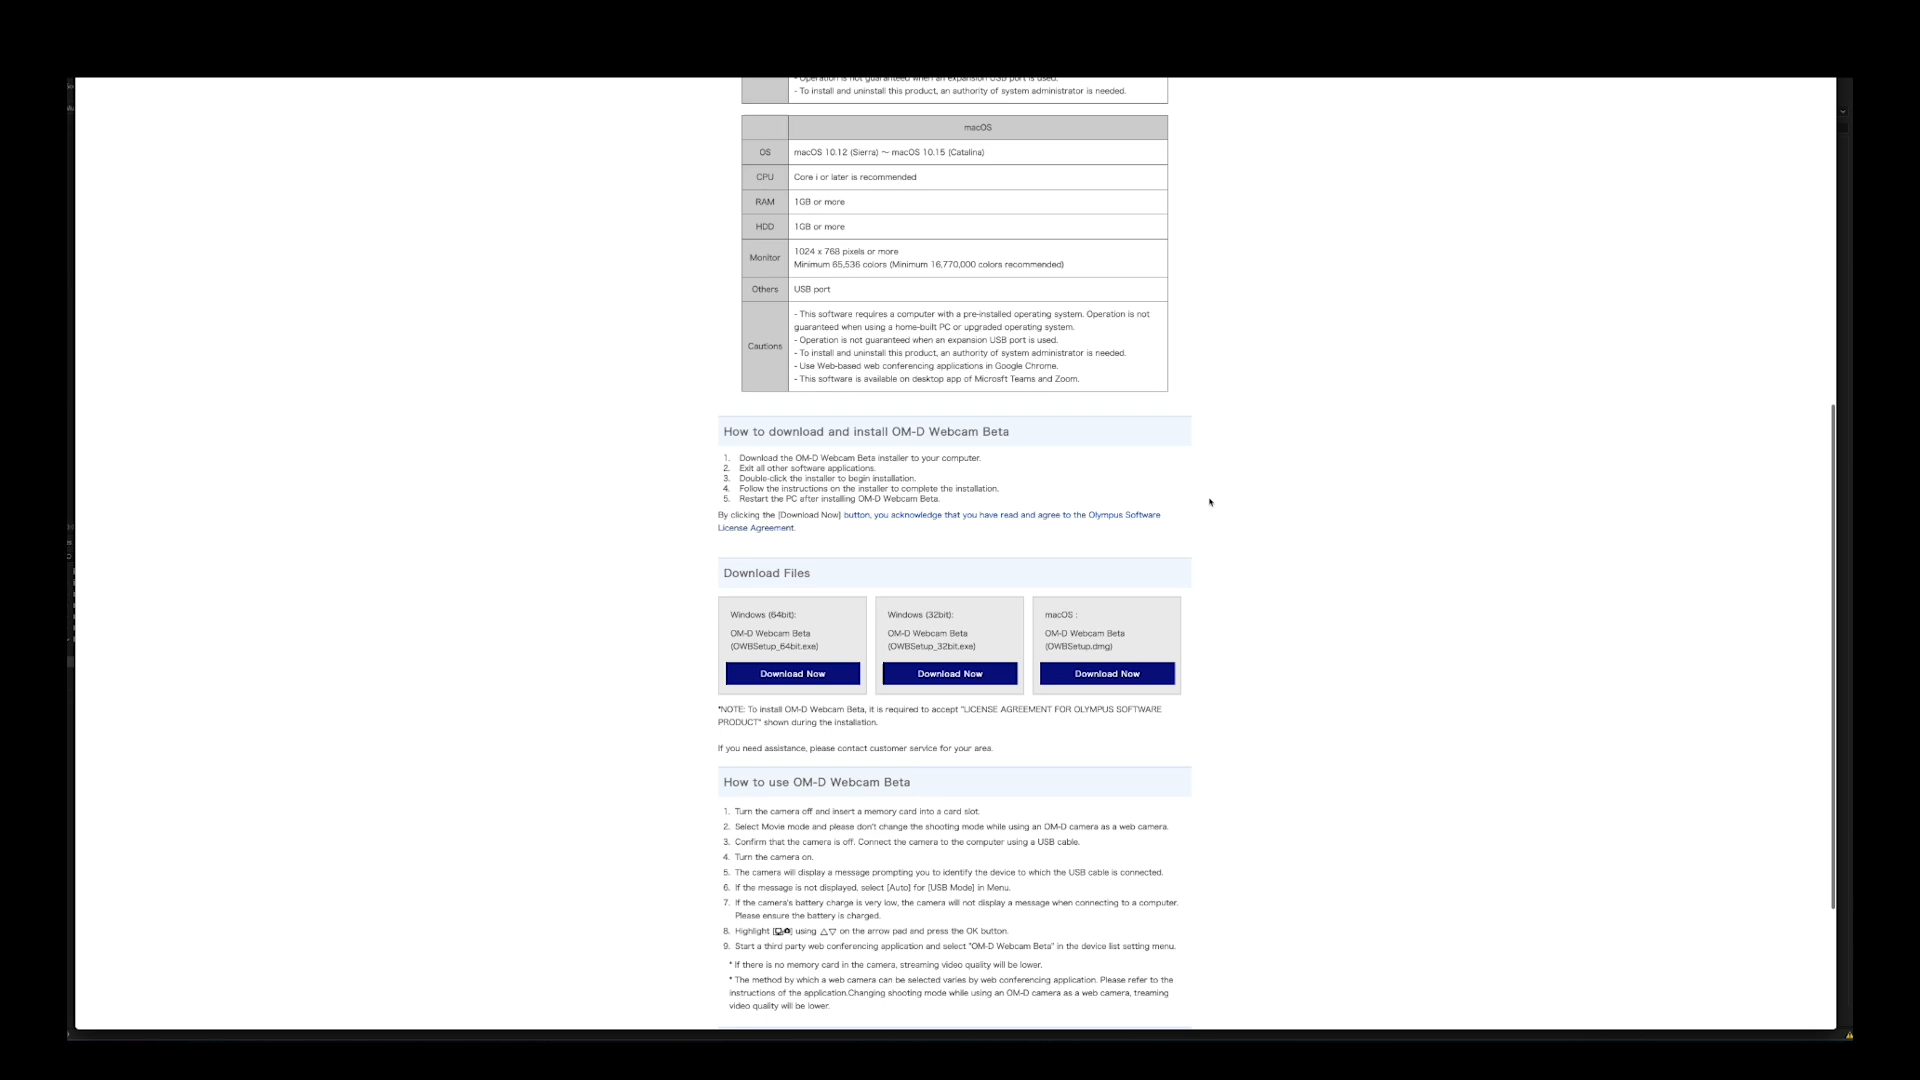 - Operation is not guaranteed when an expansion USB port is used.
- To install and uninstall this product, an authority of system administrator is needed.
macOS
OS macOS 10.12 (Sierra) ～ macOS 10.15 (Catalina)
CPU Core i or later is recommended
RAM 1GB or more
HDD 1GB or more
Monitor 1024 x 768 pixels or more
Minimum 65,536 colors (Minimum 16,770,000 colors recommended)
Others USB port
Cautions - This software requires a computer with a pre-installed operating system. Operation is not
guaranteed when using a home-built PC or upgraded operating system.
- Operation is not guaranteed when an expansion USB port is used.
- To install and uninstall this product, an authority of system administrator is needed.
- Use Web-based web conferencing applications in Google Chrome.
- This software is available on desktop app of Microsft Teams and Zoom.
How to download and install OM-D Webcam Beta
1. Download the OM-D Webcam Beta installer to your computer.
2. Exit all other software applications.
3. Double-click the installer to begin installation.
4. Follow the instructions on the installer to complete the installation.
5. Restart the PC after installing OM-D Webcam Beta.
By clicking the [Download Now] button, you acknowledge that you have read and agree to the Olympus Software
License Agreement.
Download Files
Windows (64bit):
OM-D Webcam Beta
(OWBSetup_64bit.exe)
Download Now
Windows (32bit):
OM-D Webcam Beta
(OWBSetup_32bit.exe)
Download Now
macOS :
OM-D Webcam Beta
(OWBSetup.dmg)
Download Now
*NOTE: To install OM-D Webcam Beta, it is required to accept "LICENSE AGREEMENT FOR OLYMPUS SOFTWARE
PRODUCT" shown during the installation.
If you need assistance, please contact customer service for your area.
How to use OM-D Webcam Beta
1. Turn the camera off and insert a memory card into a card slot.
2. Select Movie mode and please don't change the shooting mode while using an OM-D camera as a web camera.
3. Confirm that the camera is off. Connect the camera to the computer using a USB cable.
4. Turn the camera on.
5. The camera will display a message prompting you to identify the device to which the USB cable is connected.
6. If the message is not displayed, select [Auto] for [USB Mode] in Menu.
7. If the camera's battery charge is very low, the camera will not display a message when connecting to a computer.
Please ensure the battery is charged.
8. Highlight [] using △▽ on the arrow pad and press the OK button.
9. Start a third party web conferencing application and select "OM-D Webcam Beta" in the device list setting menu.
* If there is no memory card in the camera, streaming video quality will be lower.
* The method by which a web camera can be selected varies by web conferencing application. Please refer to the
instructions of the application.Changing shooting mode while using an OM-D camera as a web camera, treaming
video quality will be lower.